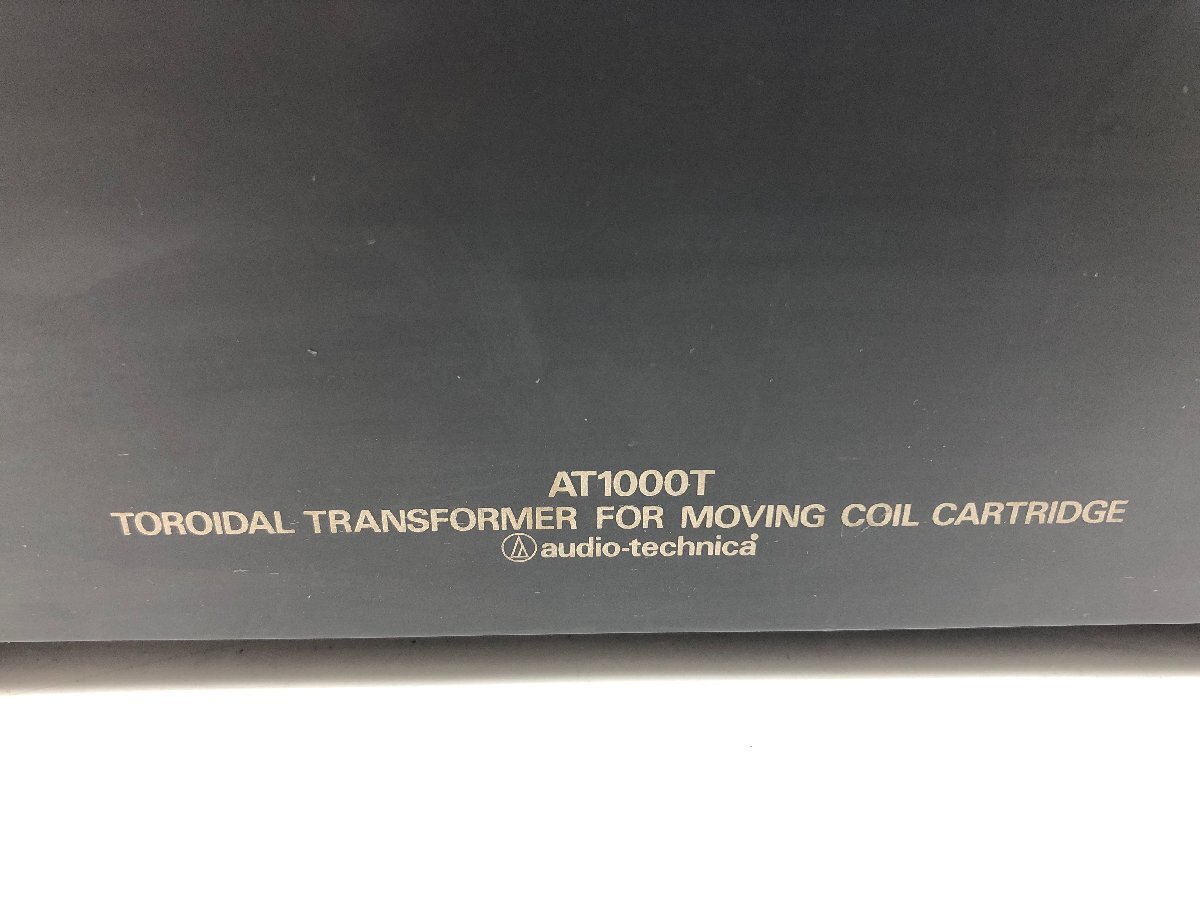 AT1000T
TOROIDAL TRANSFORMER FOR MOVING COIL CARTRIDGE
audio-technica